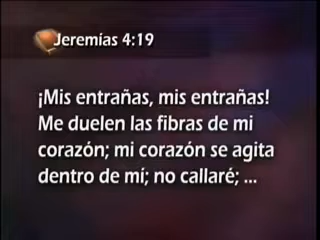 Jeremías 4:19
¡Mis entrañas, mis entrañas!
Me duelen las fibras de mi
corazón; mi corazón se agita
dentro de mí; no callaré; ...